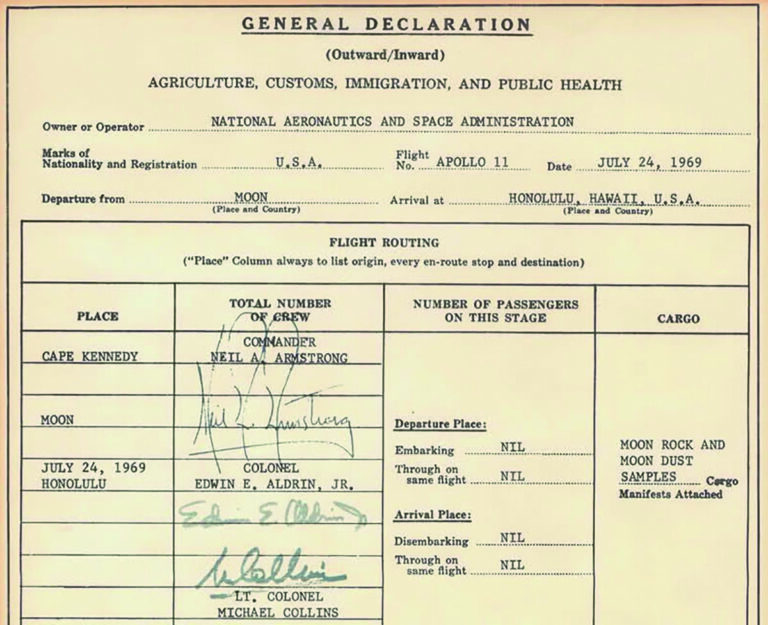 GENERAL DECLARATION
(Outward/Inward)
AGRICULTURE, CUSTOMS, IMMIGRATION, AND PUBLIC HEALTH
Owner or Operator NATIONAL AERONAUTICS AND SPACE ADMINISTRATION
Marks of
Nationality and Registration U.S.A. Flight No. APOLLO 11 Date JULY 24, 1969
Departure from MOON Arrival at HONOLULU, HAWAII, U.S.A.
(Place and Country) (Place and Country)
FLIGHT ROUTING
("Place" Column always to list origin, every en-route stop and destination)
PLACE
TOTAL NUMBER
OF CREW
NUMBER OF PASSENGERS
ON THIS STAGE
CARGO
CAPE KENNEDY
MOON
JULY 24, 1969
HONOLULU
COMMANDER
NEIL A. ARMSTRONG
Neil A. Armstrong
COLONEL
EDWIN E. ALDRIN, JR.
Edwin E. Aldrin Jr
M Collins
LT. COLONEL
MICHAEL COLLINS
Departure Place:
Embarking NIL
Through on
same flight NIL
Arrival Place:
Disembarking NIL
Through on
same flight NIL
MOON ROCK AND
MOON DUST
SAMPLES Cargo
Manifests Attached